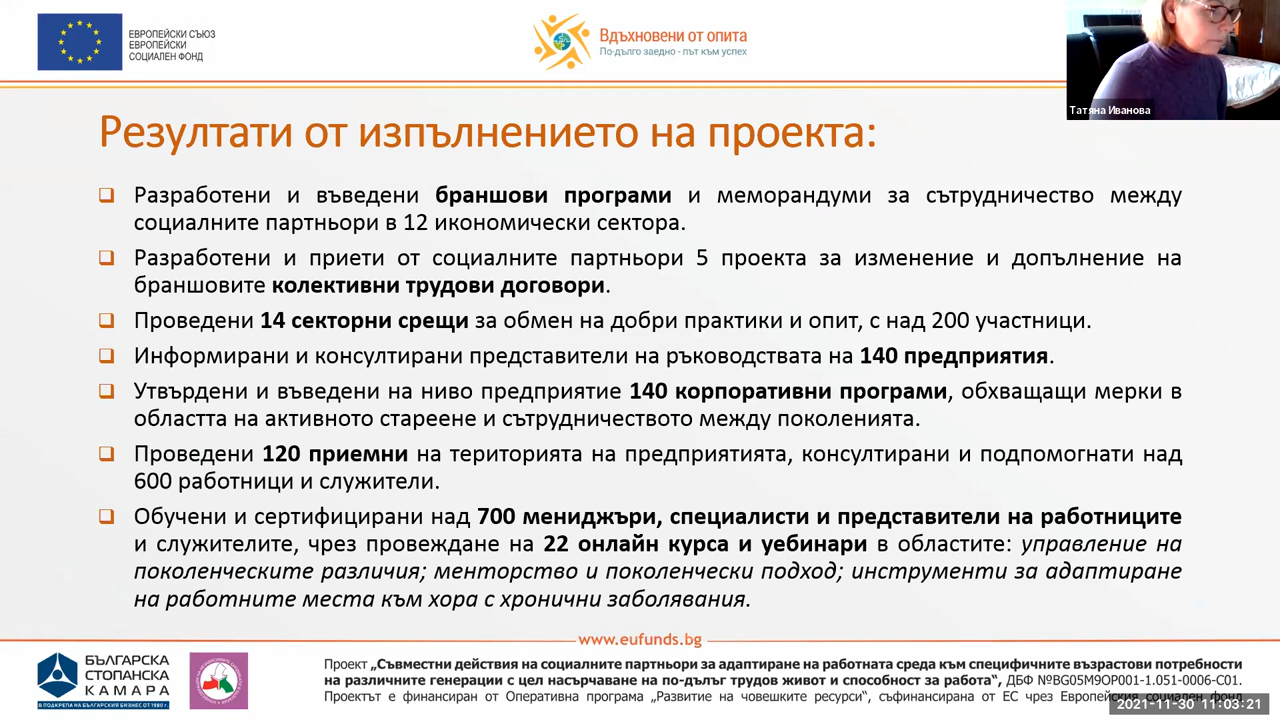 ЕВРОПЕЙСКИ СЪЮЗ
ЕВРОПЕЙСКИ
СОЦИАЛЕН ФОНД
Вдъхновени от опита
По-дълго заедно - път към успех
Татяна Иванова
Резултати от изпълнението на проекта:
❑ Разработени и въведени браншови програми и меморандуми за сътрудничество между
социалните партньори в 12 икономически сектора.
❑ Разработени и приети от социалните партньори 5 проекта за изменение и допълнение на
браншовите колективни трудови договори.
❑ Проведени 14 секторни срещи за обмен на добри практики и опит, с над 200 участници.
❑ Информирани и консултирани представители на ръководствата на 140 предприятия.
❑ Утвърдени и въведени на ниво предприятие 140 корпоративни програми, обхващащи мерки в
областта на активното стареене и сътрудничеството между поколенията.
❑ Проведени 120 приемни на територията на предприятията, консултирани и подпомогнати над
600 работници и служители.
❑ Обучени и сертифицирани над 700 мениджъри, специалисти и представители на работниците
и служителите, чрез провеждане на 22 онлайн курса и уебинари в областите: управление на
поколенческите различия; менторство и поколенчески подход; инструменти за адаптиране
на работните места към хора с хронични заболявания.
www.eufunds.bg
БЪЛГАРСКА
СТОПАНСКА
КАМАРА
В ПОДКРЕПА НА БЪЛГАРСКИЯ БИЗНЕС ОТ 1980 г.
Проект „Съвместни действия на социалните партньори за адаптиране на работната среда към специфичните възрастови потребности
на различните генерации с цел насърчаване на по-дълъг трудов живот и способност за работа“, ДБФ №BG05M9OP001-1.051-0006-C01.
Проектът е финансиран от Оперативна програма „Развитие на човешките ресурси“, съфинансирана от ЕС чрез Европейския социален фонд
2021-11-30 11:03:21